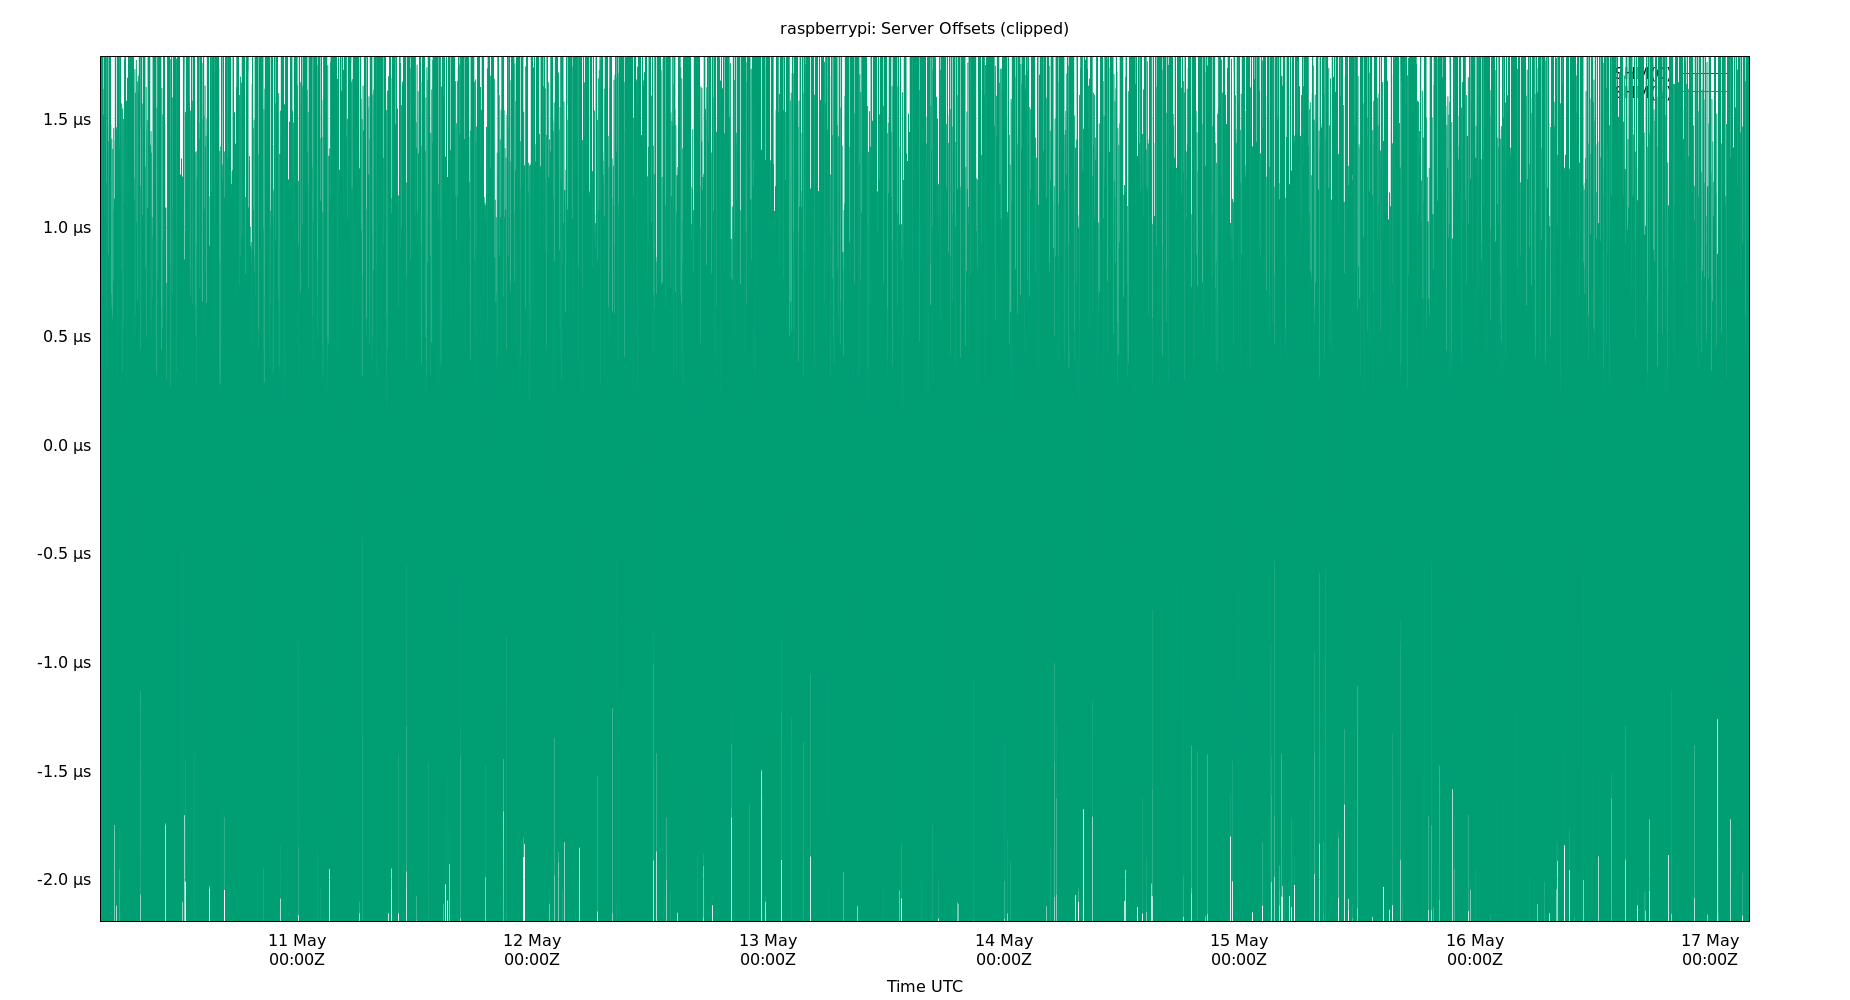 raspberrypi: Server Offsets (clipped)
1.5 µs
1.0 µs
0.5 µs
0.0 µs
-0.5 µs
-1.0 µs
-1.5 µs
-2.0 µs
11 May
00:00Z
12 May
00:00Z
13 May
00:00Z
14 May
00:00Z
15 May
00:00Z
16 May
00:00Z
17 May
00:00Z
Time UTC